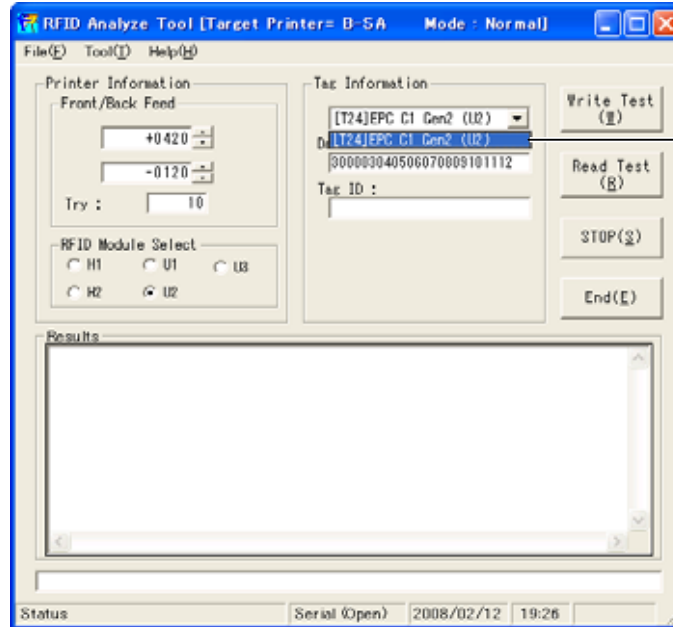 RFID Analyze Tool [Target Printer= B-SA Mode : Normal]
File(F) Tool(T) Help(H)
Printer Information
Front/Back Feed
+0420
-0120
Try : 10
RFID Module Select
H1 U1 U3
H2 U2
Tag Information
[T24]EPC C1 Gen2 (U2)
[T24]EPC C1 Gen2 (U2)
300003040506070809101112
Tag ID :
Write Test
(W)
Read Test
(R)
STOP(S)
End(E)
Results
Status Serial (Open) 2008/02/12 19:26